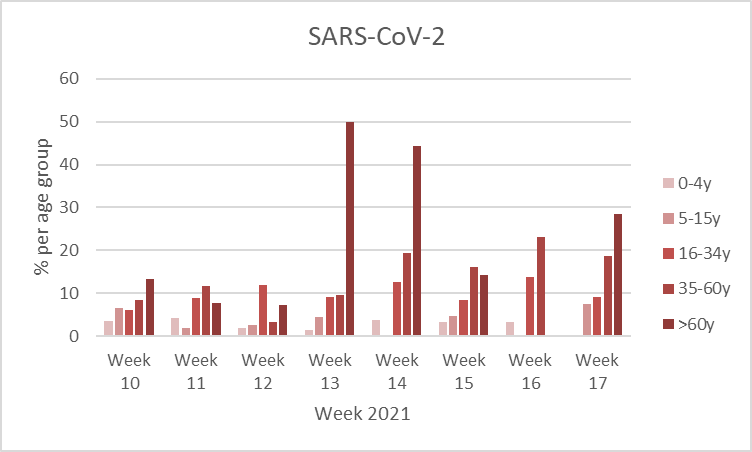 SARS-CoV-2
60
50
40
30
20
10
0
% per age group
Week 10
Week 11
Week 12
Week 13
Week 14
Week 15
Week 16
Week 17
Week 2021
0-4y
5-15y
16-34y
35-60y
>60y